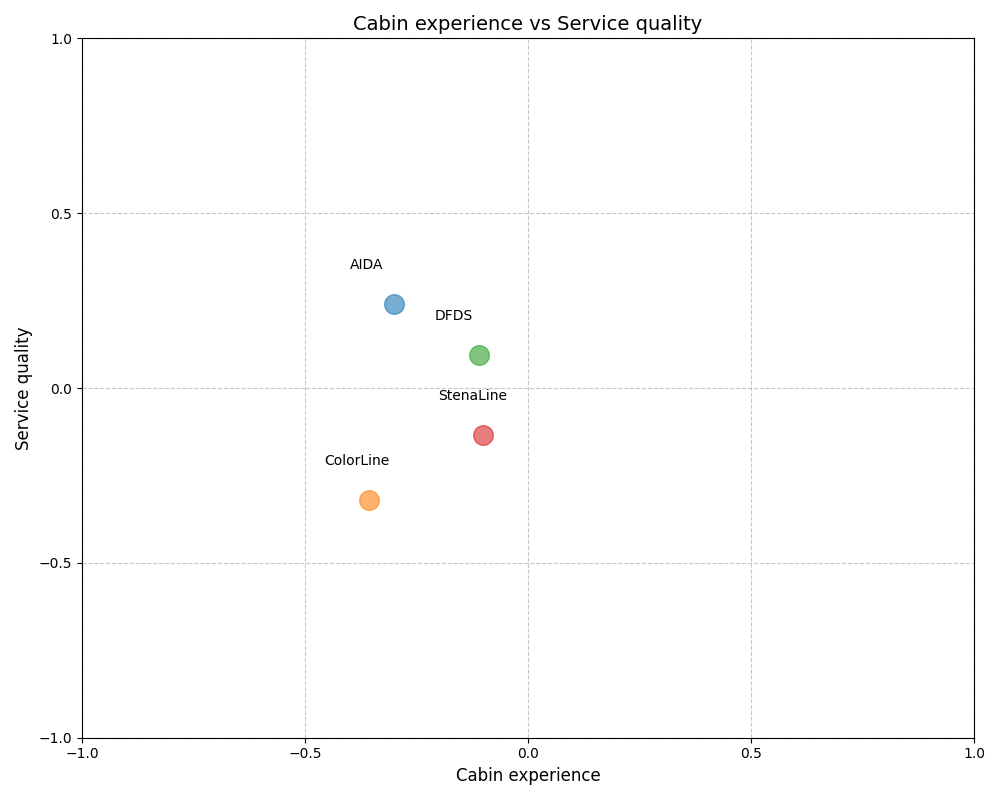 Cabin experience vs Service quality
1.0
0.5
0.0
−0.5
−1.0
Service quality
AIDA
DFDS
StenaLine
ColorLine
−1.0
−0.5
0.0
0.5
1.0
Cabin experience